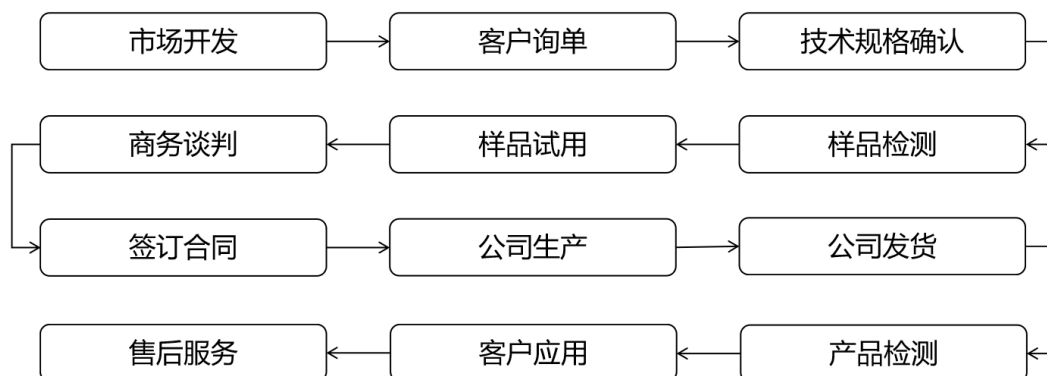 市场开发
客户询单
技术规格确认
样品检测
样品试用
商务谈判
签订合同
公司生产
公司发货
产品检测
客户应用
售后服务